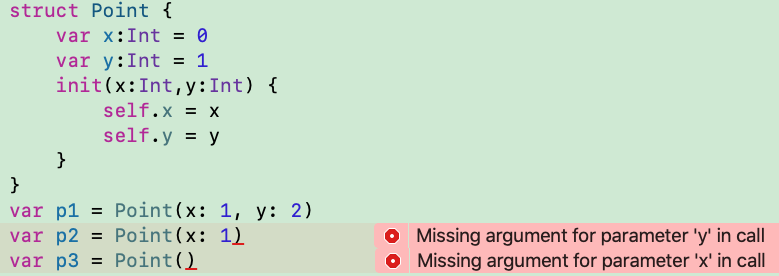 struct Point {
    var x:Int = 0
    var y:Int = 1
    init(x:Int,y:Int) {
        self.x = x
        self.y = y
    }
}
var p1 = Point(x: 1, y: 2)
var p2 = Point(x: 1) Missing argument for parameter 'y' in call
var p3 = Point() Missing argument for parameter 'x' in call